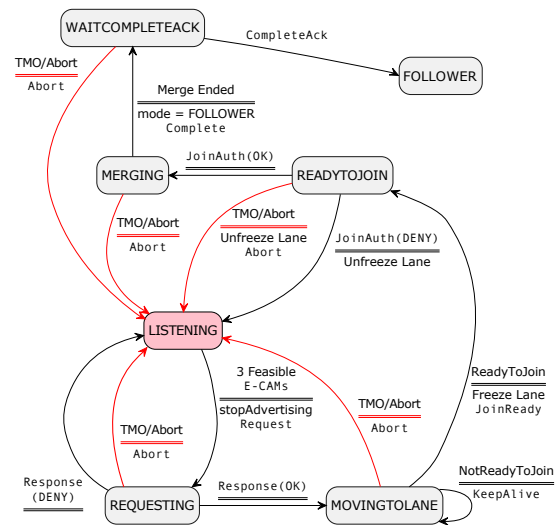 WAITCOMPLETEACK
CompleteAck
TMO/Abort
Abort
FOLLOWER
Merge Ended
mode = FOLLOWER
Complete
JoinAuth(OK)
MERGING
READYTOJOIN
TMO/Abort
Abort
TMO/Abort
Unfreeze Lane
Abort
JoinAuth(DENY)
Unfreeze Lane
LISTENING
3 Feasible
E-CAMs
stopAdvertising
Request
ReadyToJoin
Freeze Lane
JoinReady
TMO/Abort
Abort
TMO/Abort
Abort
NotReadyToJoin
KeepAlive
Response
(DENY)
REQUESTING
Response(OK)
MOVINGTOLANE